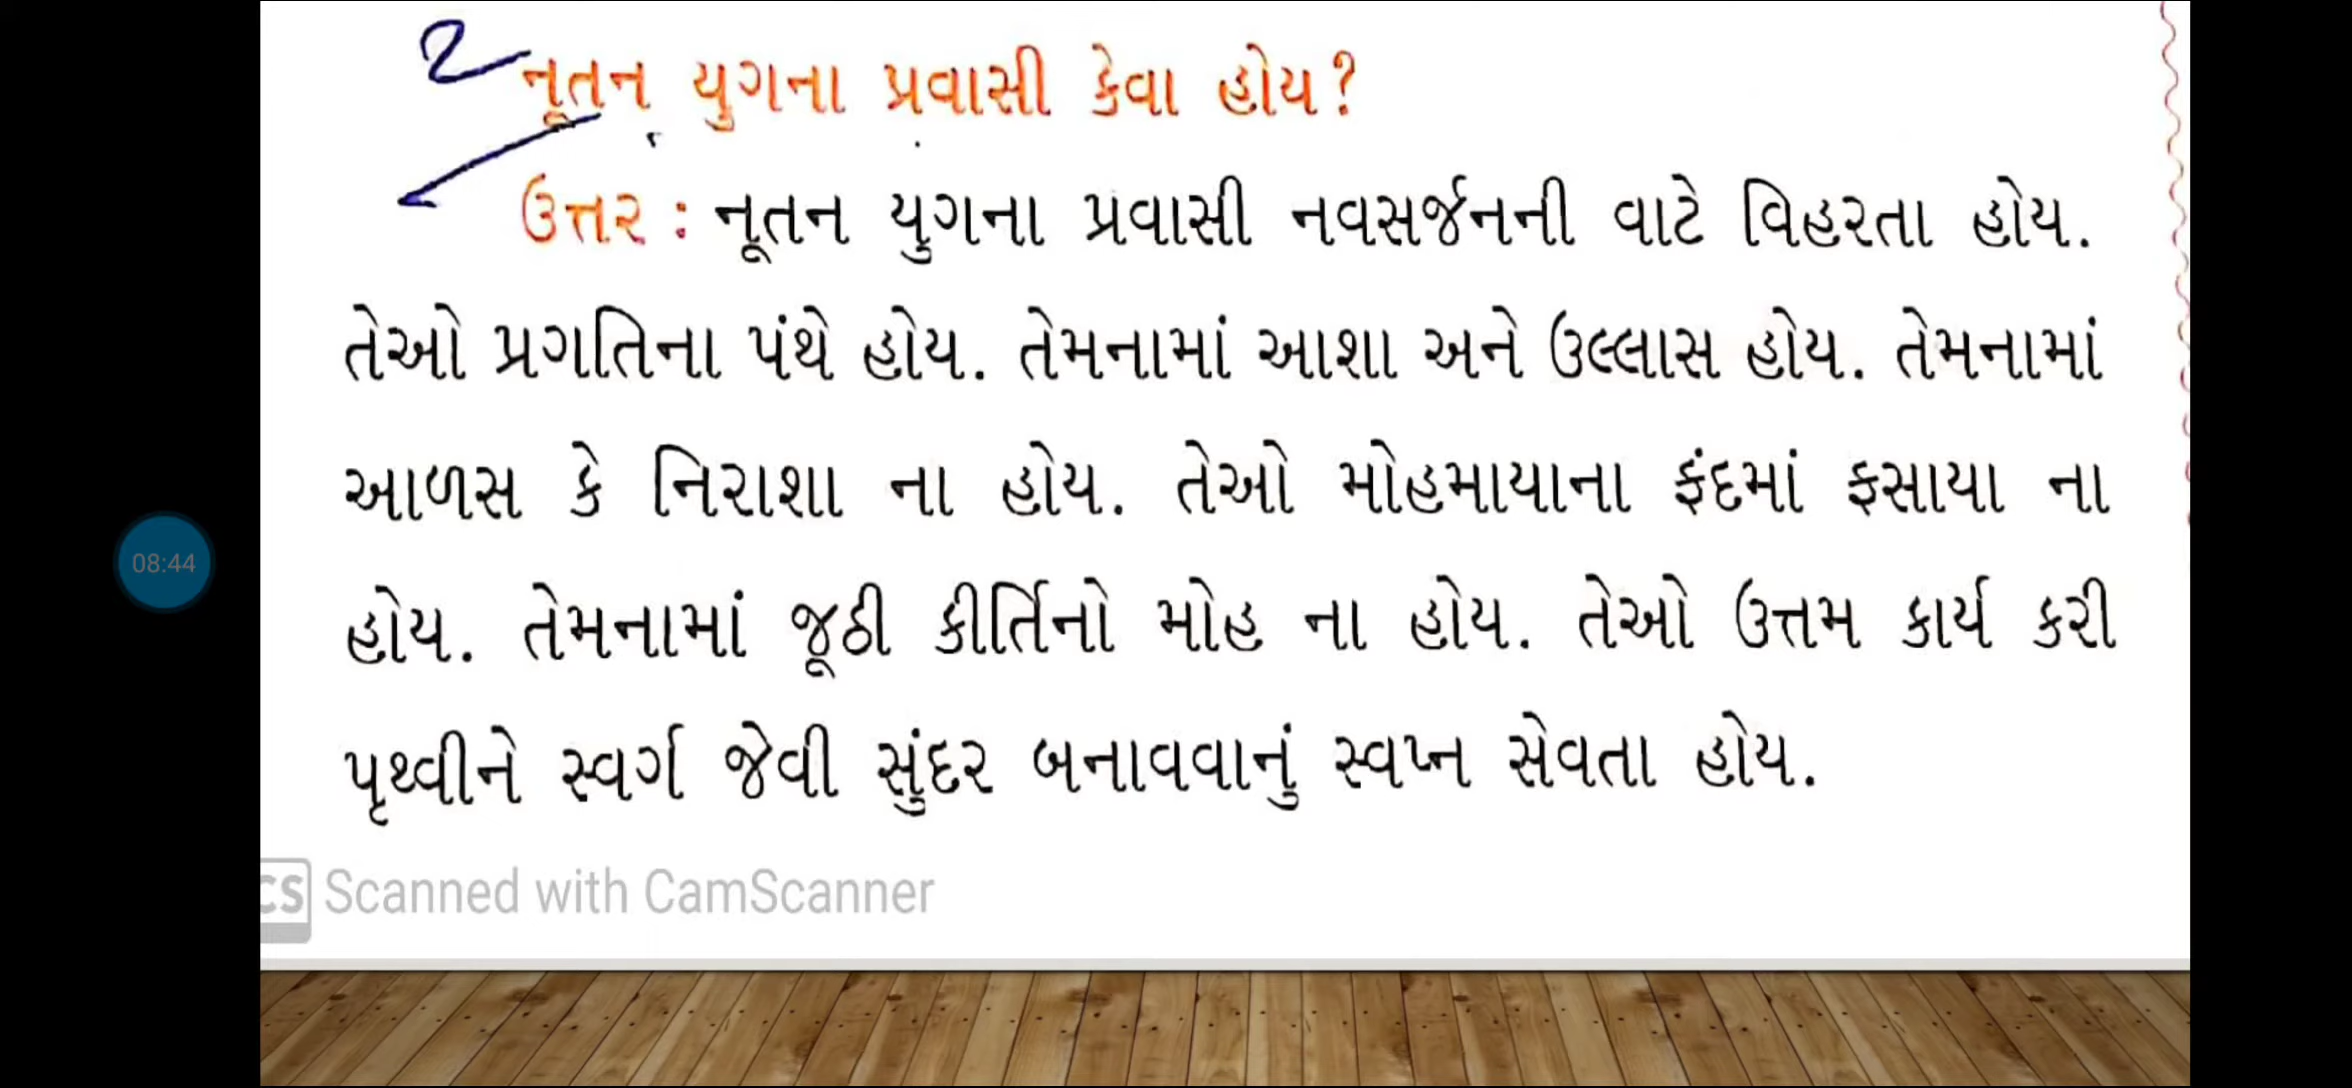 2
નૂતન યુગના પ્રવાસી કેવા હોય?
ઉત્તર : નૂતન યુગના પ્રવાસી નવસર્જનની વાટે વિહરતા હોય.
તેઓ પ્રગતિના પંથે હોય. તેમનામાં આશા અને ઉલ્લાસ હોય. તેમનામાં
આળસ કે નિરાશા ના હોય. તેઓ મોહમાયાના ફંદમાં ફસાયા ના
08:44
હોય. તેમનામાં જૂઠી કીર્તિનો મોહ ના હોય. તેઓ ઉત્તમ કાર્ય કરી
પૃથ્વીને સ્વર્ગ જેવી સુંદર બનાવવાનું સ્વપ્ન સેવતા હોય.
CS Scanned with CamScanner